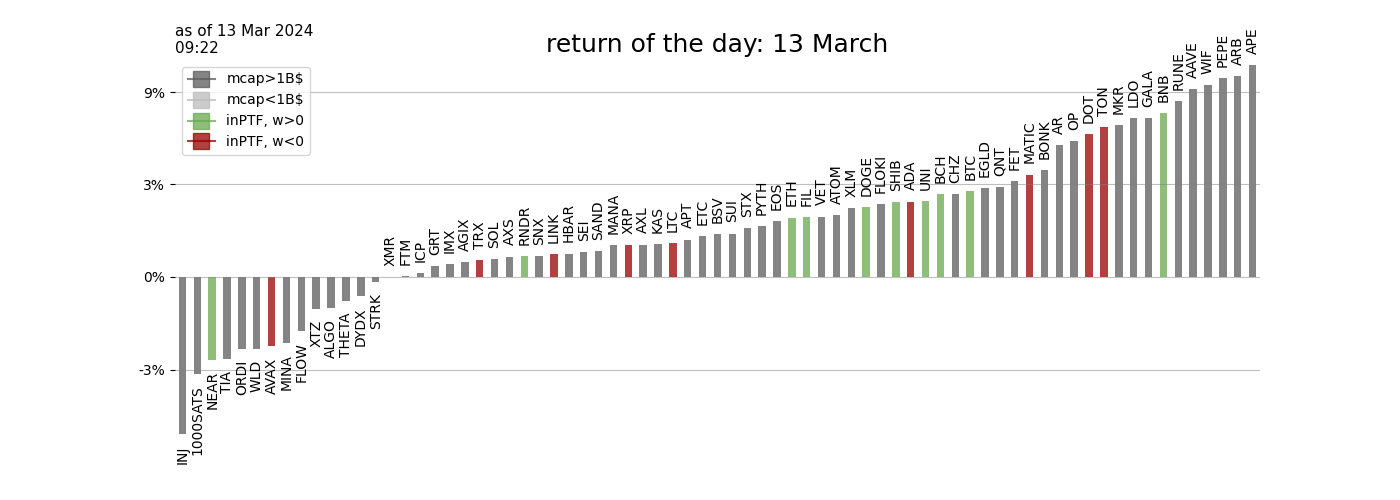 as of 13 Mar 2024
09:22
return of the day: 13 March
mcap>1B$
mcap<1B$
inPTF, w>0
inPTF, w<0
9%
3%
0%
-3%
INJ
1000SATS
NEAR
TIA
ORDI
WLD
AVAX
MINA
FLOW
XTZ
ALGO
THETA
DYDX
STRK
XMR
FTM
ICP
GRT
IMX
AGIX
TRX
SOL
AXS
RNDR
SNX
LINK
HBAR
SEI
SAND
MANA
XRP
AXL
KAS
LTC
APT
ETC
BSV
SUI
STX
PYTH
EOS
ETH
FIL
VET
ATOM
XLM
DOGE
FLOKI
SHIB
ADA
UNI
BCH
CHZ
BTC
EGLD
QNT
FET
MATIC
BONK
AR
OP
DOT
TON
MKR
LDO
GALA
BNB
RUNE
AAVE
WIF
PEPE
ARB
APE